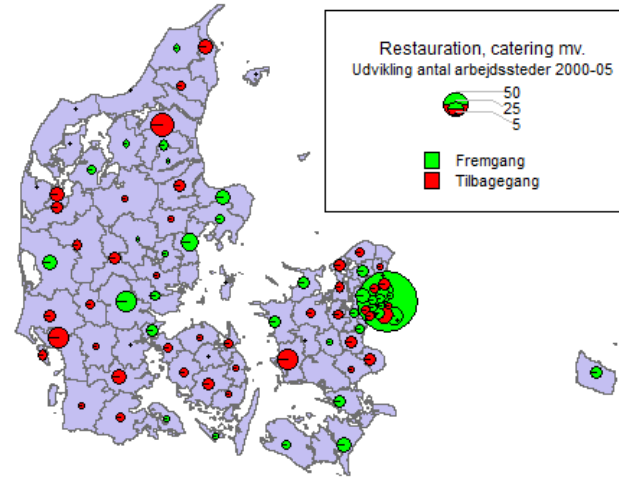 Restauration, catering mv.
Udvikling antal arbejdssteder 2000-05
50
25
5
Fremgang
Tilbagegang